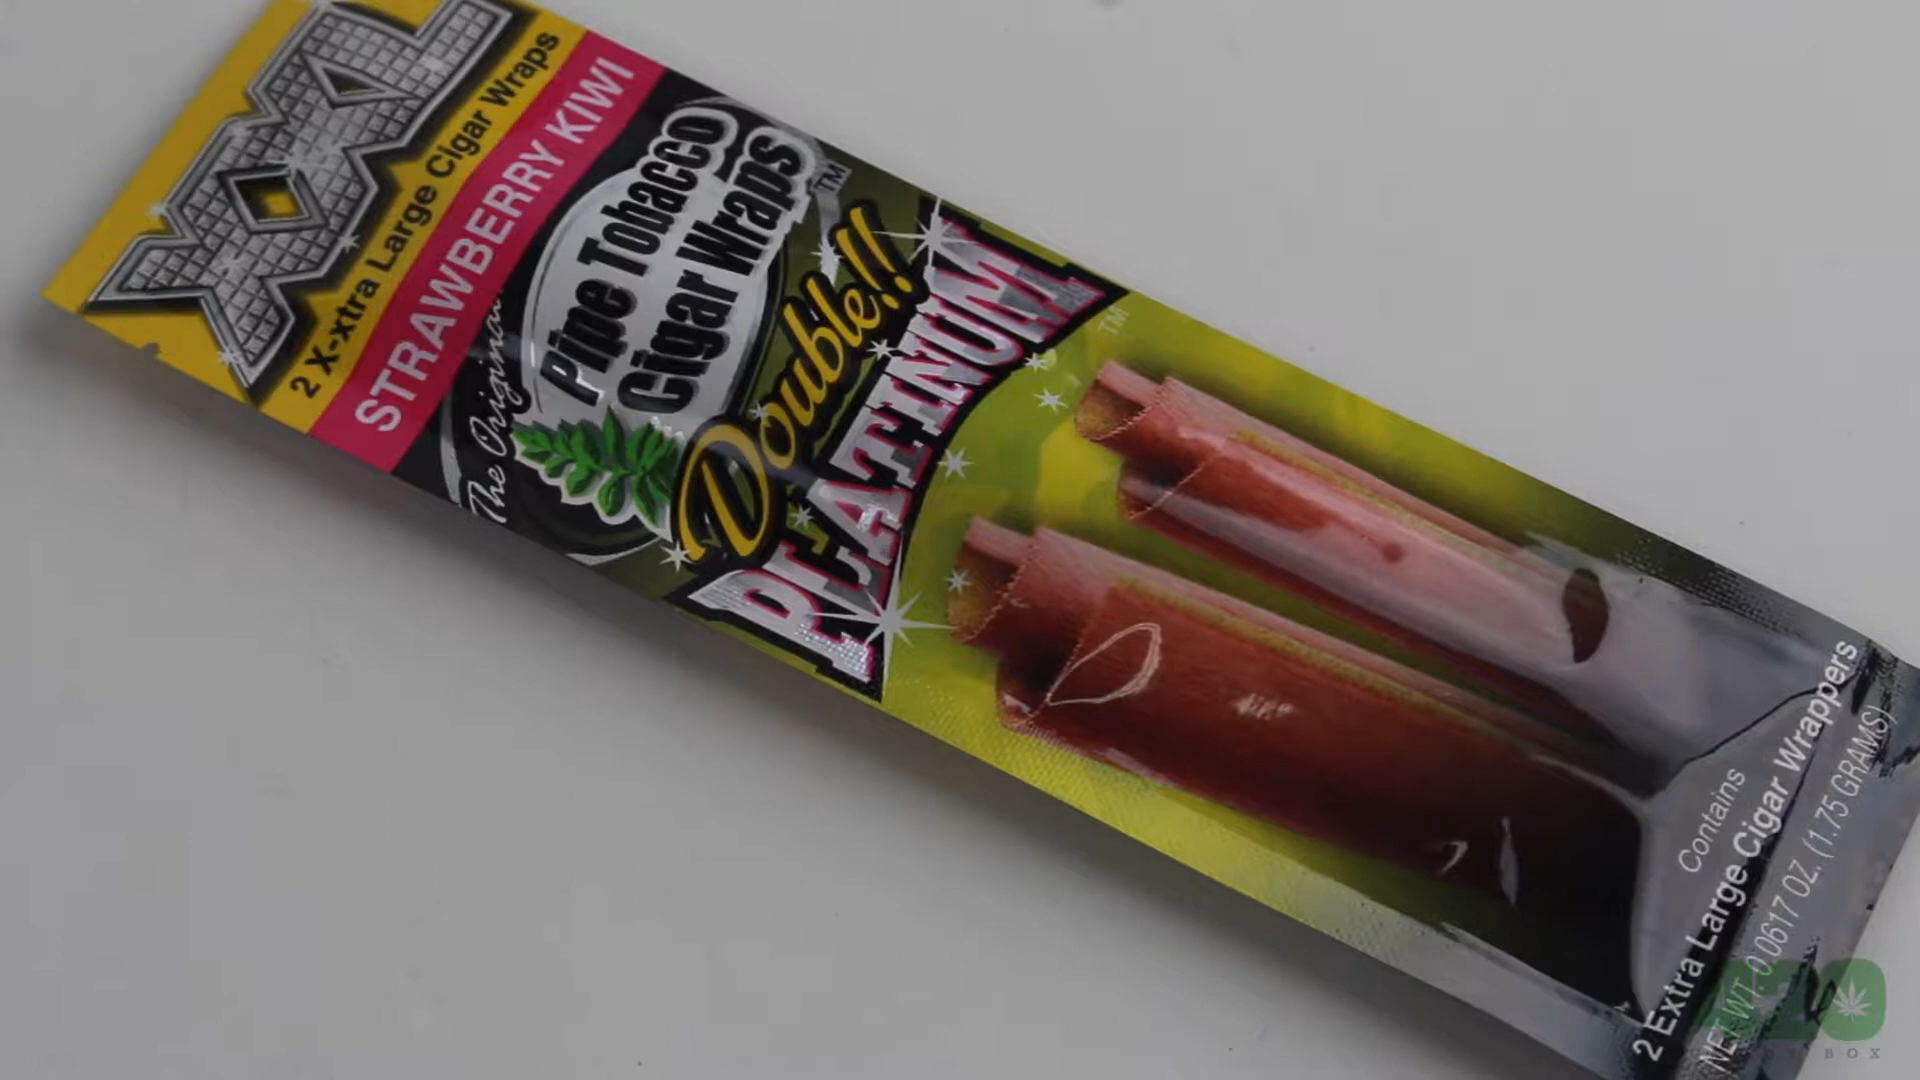 XXL
2 X-xtra Large Cigar Wraps
STRAWBERRY KIWI
The Original
Pipe Tobacco
Cigar Wraps
TM
Double!!
PLATINUM
TM
Contains
2 Extra Large Cigar Wrappers
NET WT. 0.0617 OZ. (1.75 GRAMS)
BOX